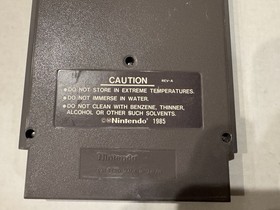 CAUTION REV-A
●DO NOT STORE IN EXTREME TEMPERATURES.
●DO NOT IMMERSE IN WATER.
●DO NOT CLEAN WITH BENZENE, THINNER,
ALCOHOL OR OTHER SUCH SOLVENTS.
©®Nintendo 1985
Nintendo